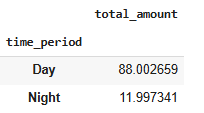 total_amount
time_period
Day 88.002659
Night 11.997341